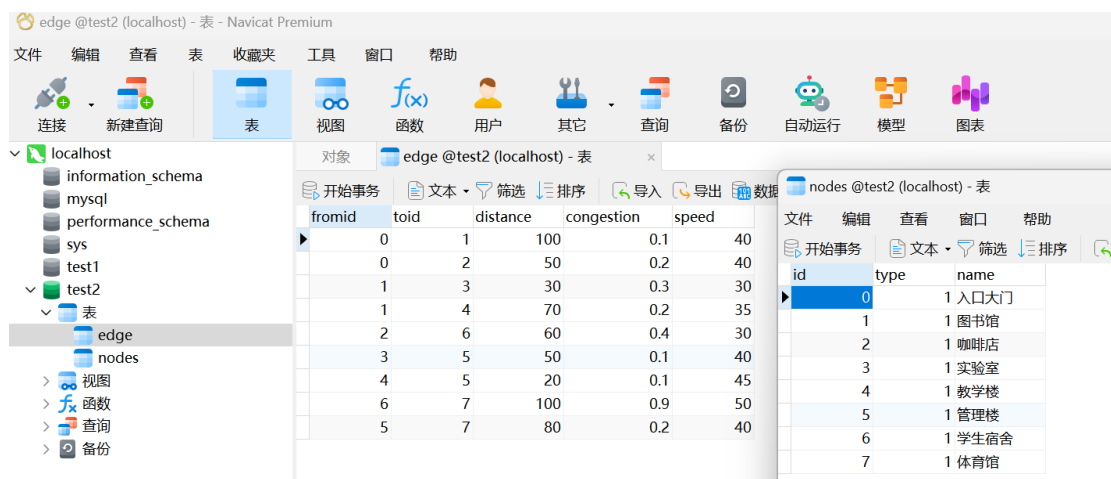 edge @test2 (localhost) - 表 - Navicat Premium
文件 编辑 查看 表 收藏夹 工具 窗口 帮助
连接 新建查询 表 视图 函数 用户 其它 查询 备份 自动运行 模型 图表
localhost
information_schema
mysql
performance_schema
sys
test1
test2
表
edge
nodes
视图
函数
查询
备份
对象 edge @test2 (localhost) - 表
开始事务 文本 筛选 排序 导入 导出 数据
fromid toid distance congestion speed
0 1 100 0.1 40
0 2 50 0.2 40
1 3 30 0.3 30
1 4 70 0.2 35
2 6 60 0.4 30
3 5 50 0.1 40
4 5 20 0.1 45
6 7 100 0.9 50
5 7 80 0.2 40
nodes @test2 (localhost) - 表
文件 编辑 查看 窗口 帮助
开始事务 文本 筛选 排序
id type name
0 1 入口大门
1 1 图书馆
2 1 咖啡店
3 1 实验室
4 1 教学楼
5 1 管理楼
6 1 学生宿舍
7 1 体育馆